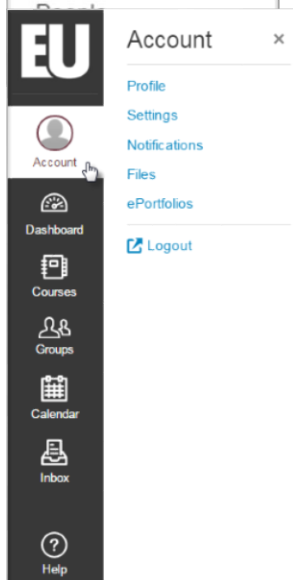 EU
Account
Dashboard
Courses
Groups
Calendar
Inbox
Help
Account ×
Profile
Settings
Notifications
Files
ePortfolios
Logout